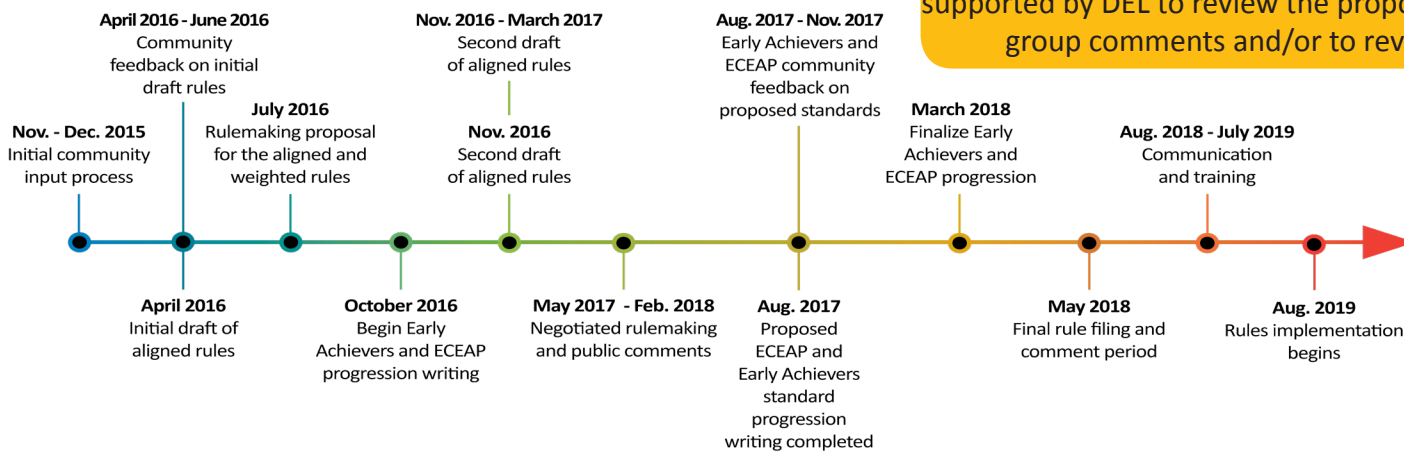 supported by DEL to review the
group comments and/or to
April 2016 - June 2016
Community
feedback on initial
draft rules
Nov. 2016 - March 2017
Second draft
of aligned rules
Aug. 2017 - Nov. 2017
Early Achievers and
ECEAP community
feedback on
proposed standards
Nov. - Dec. 2015
Initial community
input process
July 2016
Rulemaking proposal
for the aligned and
weighted rules
Nov. 2016
Second draft
of aligned rules
March 2018
Finalize Early
Achievers and
ECEAP progression
Aug. 2018 - July 2019
Communication
and training
April 2016
Initial draft of
aligned rules
October 2016
Begin Early
Achievers and ECEAP
progression writing
May 2017 - Feb. 2018
Negotiated rulemaking
and public comments
Aug. 2017
Proposed
ECEAP and
Early Achievers
standard
progression
writing completed
May 2018
Final rule filing and
comment period
Aug. 2019
Rules implementation
begins